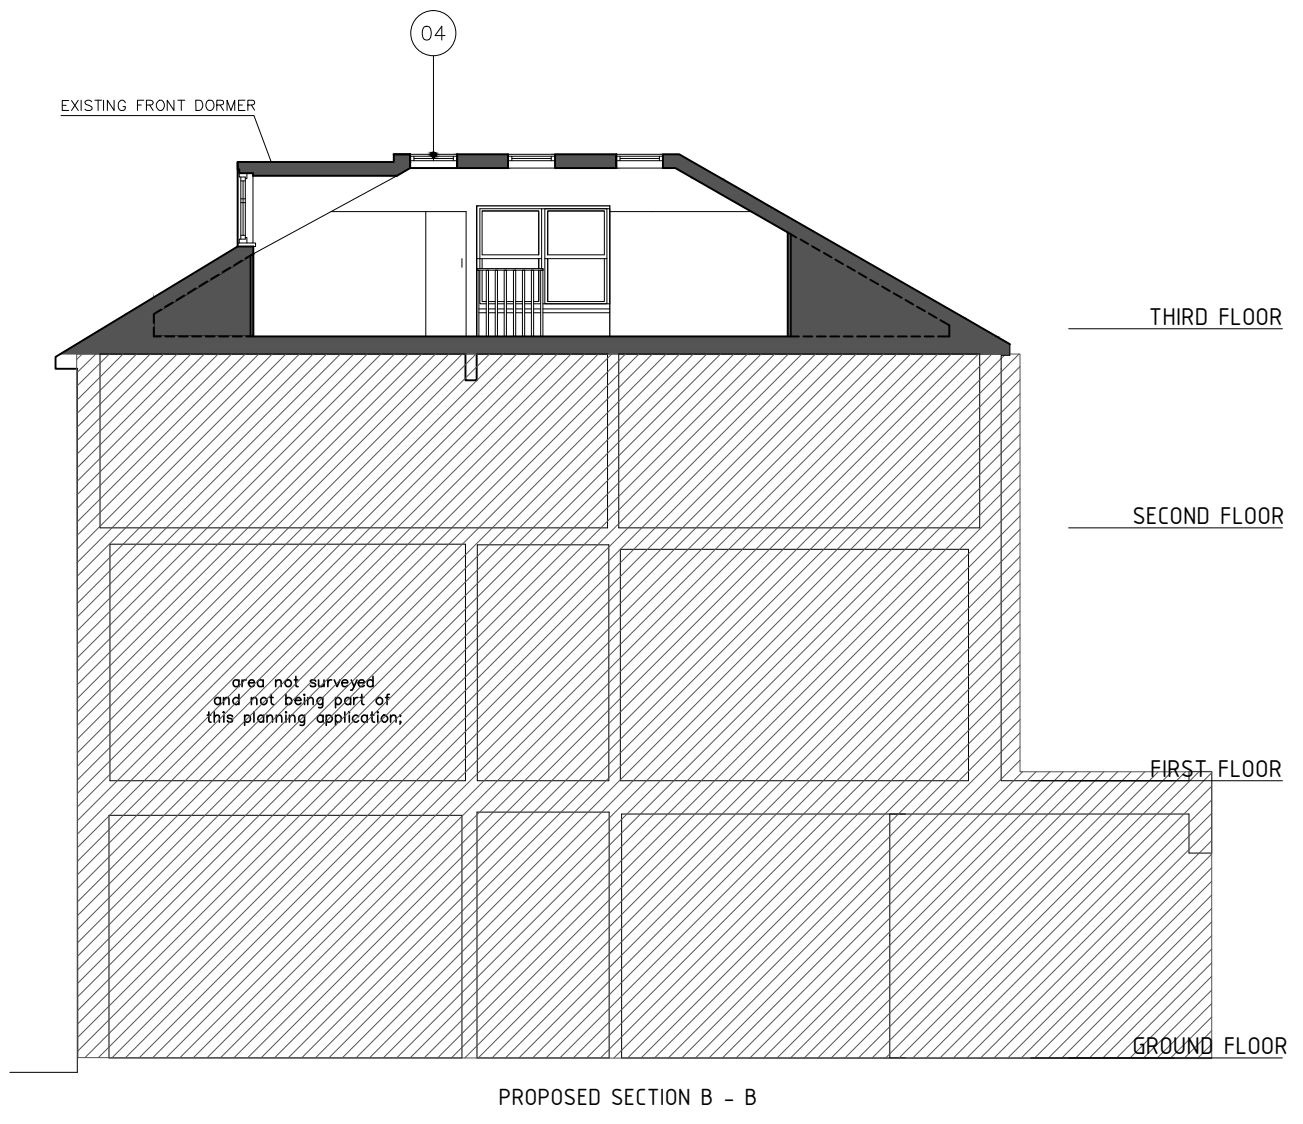 04
EXISTING FRONT DORMER
THIRD FLOOR
SECOND FLOOR
area not surveyed
and not being part of
this planning application;
FIRST FLOOR
GROUND FLOOR
PROPOSED SECTION B - B